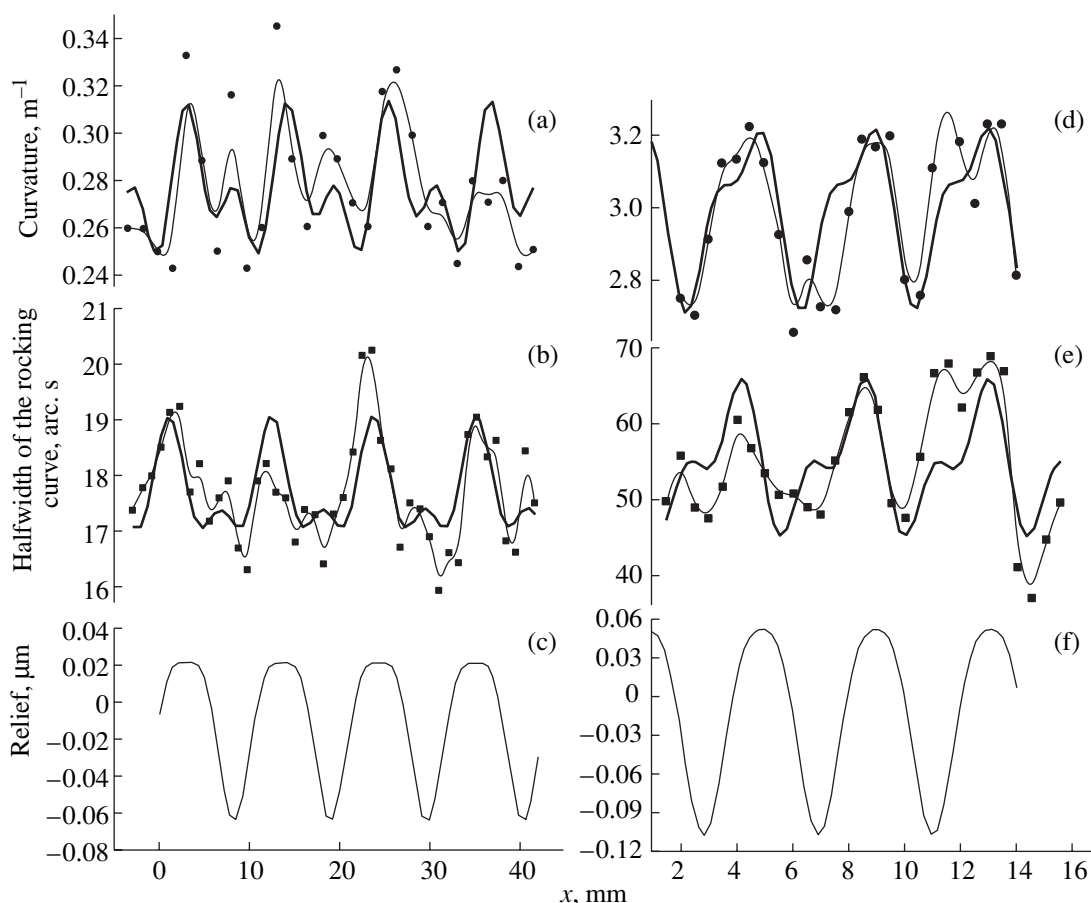 0.34
0.32
0.30
0.28
0.26
0.24
Curvature, m⁻¹
(a)
3.2
3.0
2.8
(d)
21
20
19
18
17
16
Halfwidth of the rocking
curve, arc. s
(b)
70
60
50
40
(e)
0.04
0.02
0
−0.02
−0.04
−0.06
−0.08
Relief, μm
(c)
0.06
0.03
0
−0.03
−0.06
−0.09
−0.12
(f)
0 10 20 30 40
2 4 6 8 10 12 14 16
x, mm